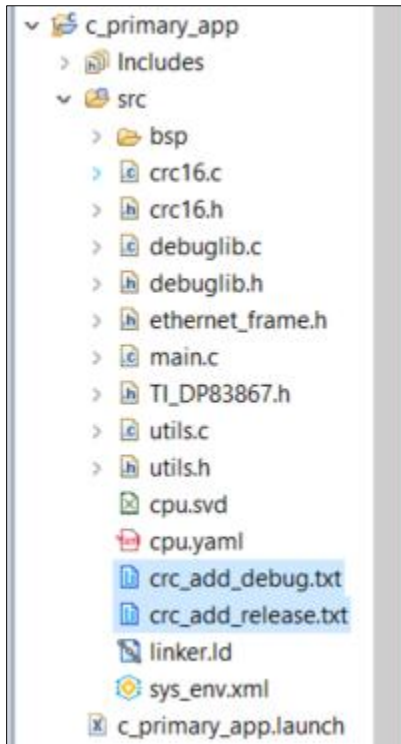 c_primary_app
Includes
src
bsp
crc16.c
crc16.h
debuglib.c
debuglib.h
ethernet_frame.h
main.c
TI_DP83867.h
utils.c
utils.h
cpu.svd
cpu.yaml
crc_add_debug.txt
crc_add_release.txt
linker.ld
sys_env.xml
c_primary_app.launch